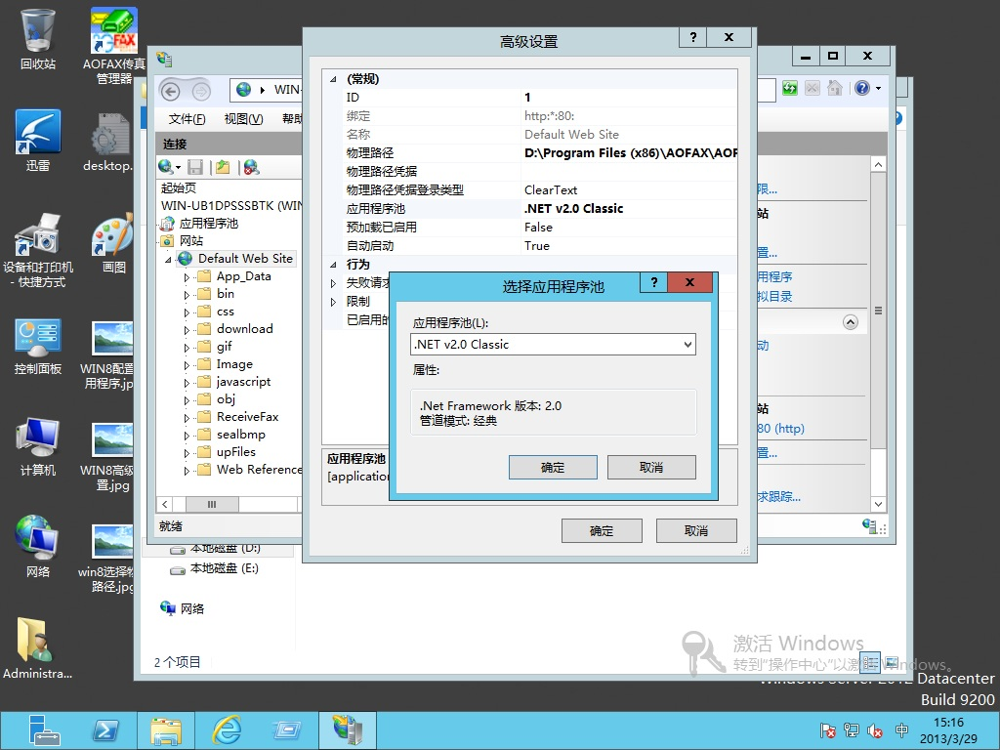 回收站
AOFAX传真
管理器
迅雷
desktop.
设备和打印机
- 快捷方式
画图
控制面板
WIN8配置
用程序.jp
计算机
WIN8高级
置.jpg
网络
win8选择物
路径.jpg
Administra...
WIN-
文件(F)
视图(V)
帮助
连接
起始页
WIN-UB1DPSSSBTK (WIN
应用程序池
网站
Default Web Site
App_Data
bin
css
download
gif
Image
javascript
obj
ReceiveFax
sealbmp
upFiles
Web Reference
就绪
本地磁盘 (D:)
本地磁盘 (E:)
网络
2 个项目
高级设置
?
(常规)
ID
1
绑定
http:*:80:
名称
Default Web Site
物理路径
D:\Program Files (x86)\AOFAX\AOF
物理路径凭据
物理路径凭据登录类型
ClearText
应用程序池
.NET v2.0 Classic
预加载已启用
False
自动启动
True
行为
失败请求
限制
已启用的
应用程序池
[application
确定
取消
选择应用程序池
?
应用程序池(L):
.NET v2.0 Classic
属性:
.Net Framework 版本: 2.0
管道模式: 经典
确定
取消
限...
站
置...
用程序
拟目录
动
站
80 (http)
置...
求跟踪...
激活 Windows
转到"操作中心"以激活 Windows。
Windows Server 2012 Datacenter
Build 9200
中
15:16
2013/3/29